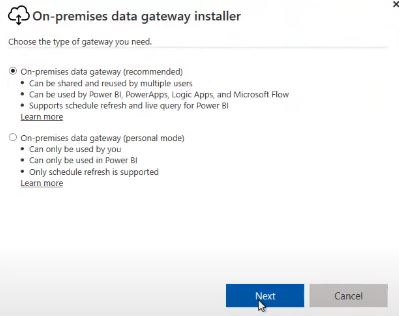 On-premises data gateway installer
Choose the type of gateway you need.
On-premises data gateway (recommended)
• Can be shared and reused by multiple users
• Can be used by Power BI, PowerApps, Logic Apps, and Microsoft Flow
• Supports schedule refresh and live query for Power BI
Learn more
On-premises data gateway (personal mode)
• Can only be used by you
• Can only be used in Power BI
• Only schedule refresh is supported
Learn more
Next Cancel